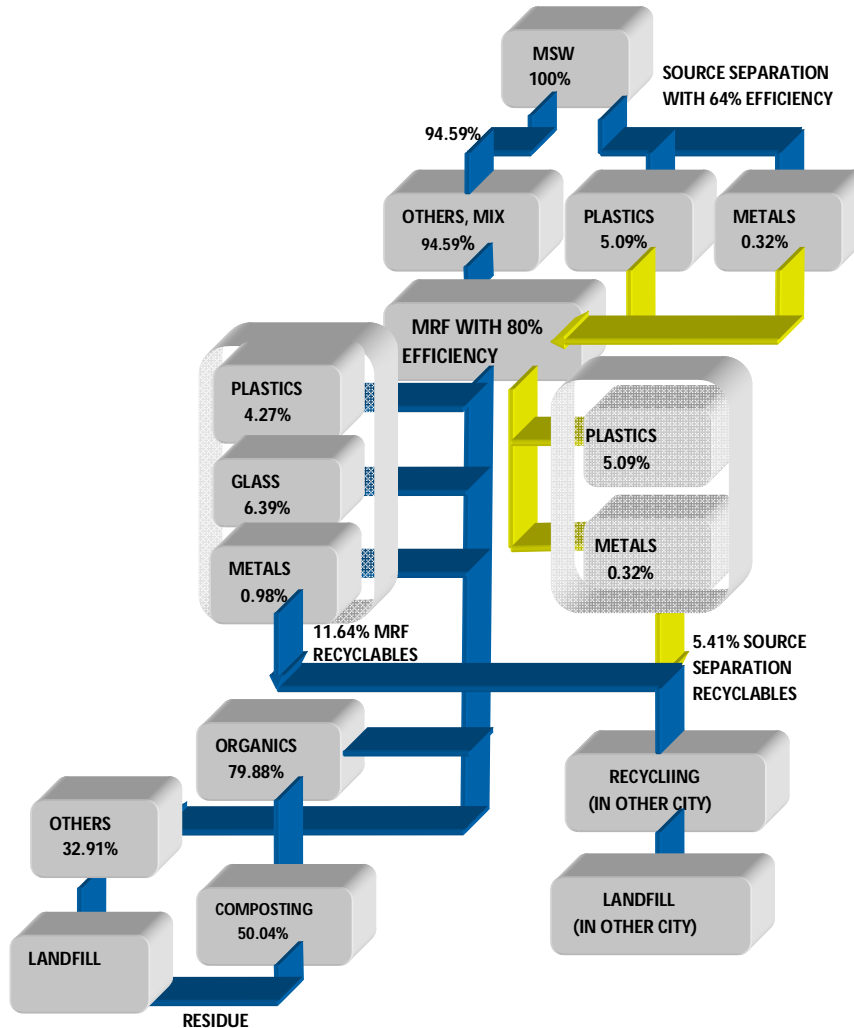 MSW
100%
SOURCE SEPARATION
WITH 64% EFFICIENCY
94.59%
OTHERS, MIX
94.59%
PLASTICS
5.09%
METALS
0.32%
MRF WITH 80%
EFFICIENCY
PLASTICS
4.27%
GLASS
6.39%
METALS
0.98%
PLASTICS
5.09%
METALS
0.32%
11.64% MRF
RECYCLABLES
5.41% SOURCE
SEPARATION
RECYCLABLES
ORGANICS
79.88%
RECYCLIING
(IN OTHER CITY)
OTHERS
32.91%
COMPOSTING
50.04%
LANDFILL
(IN OTHER CITY)
LANDFILL
RESIDUE